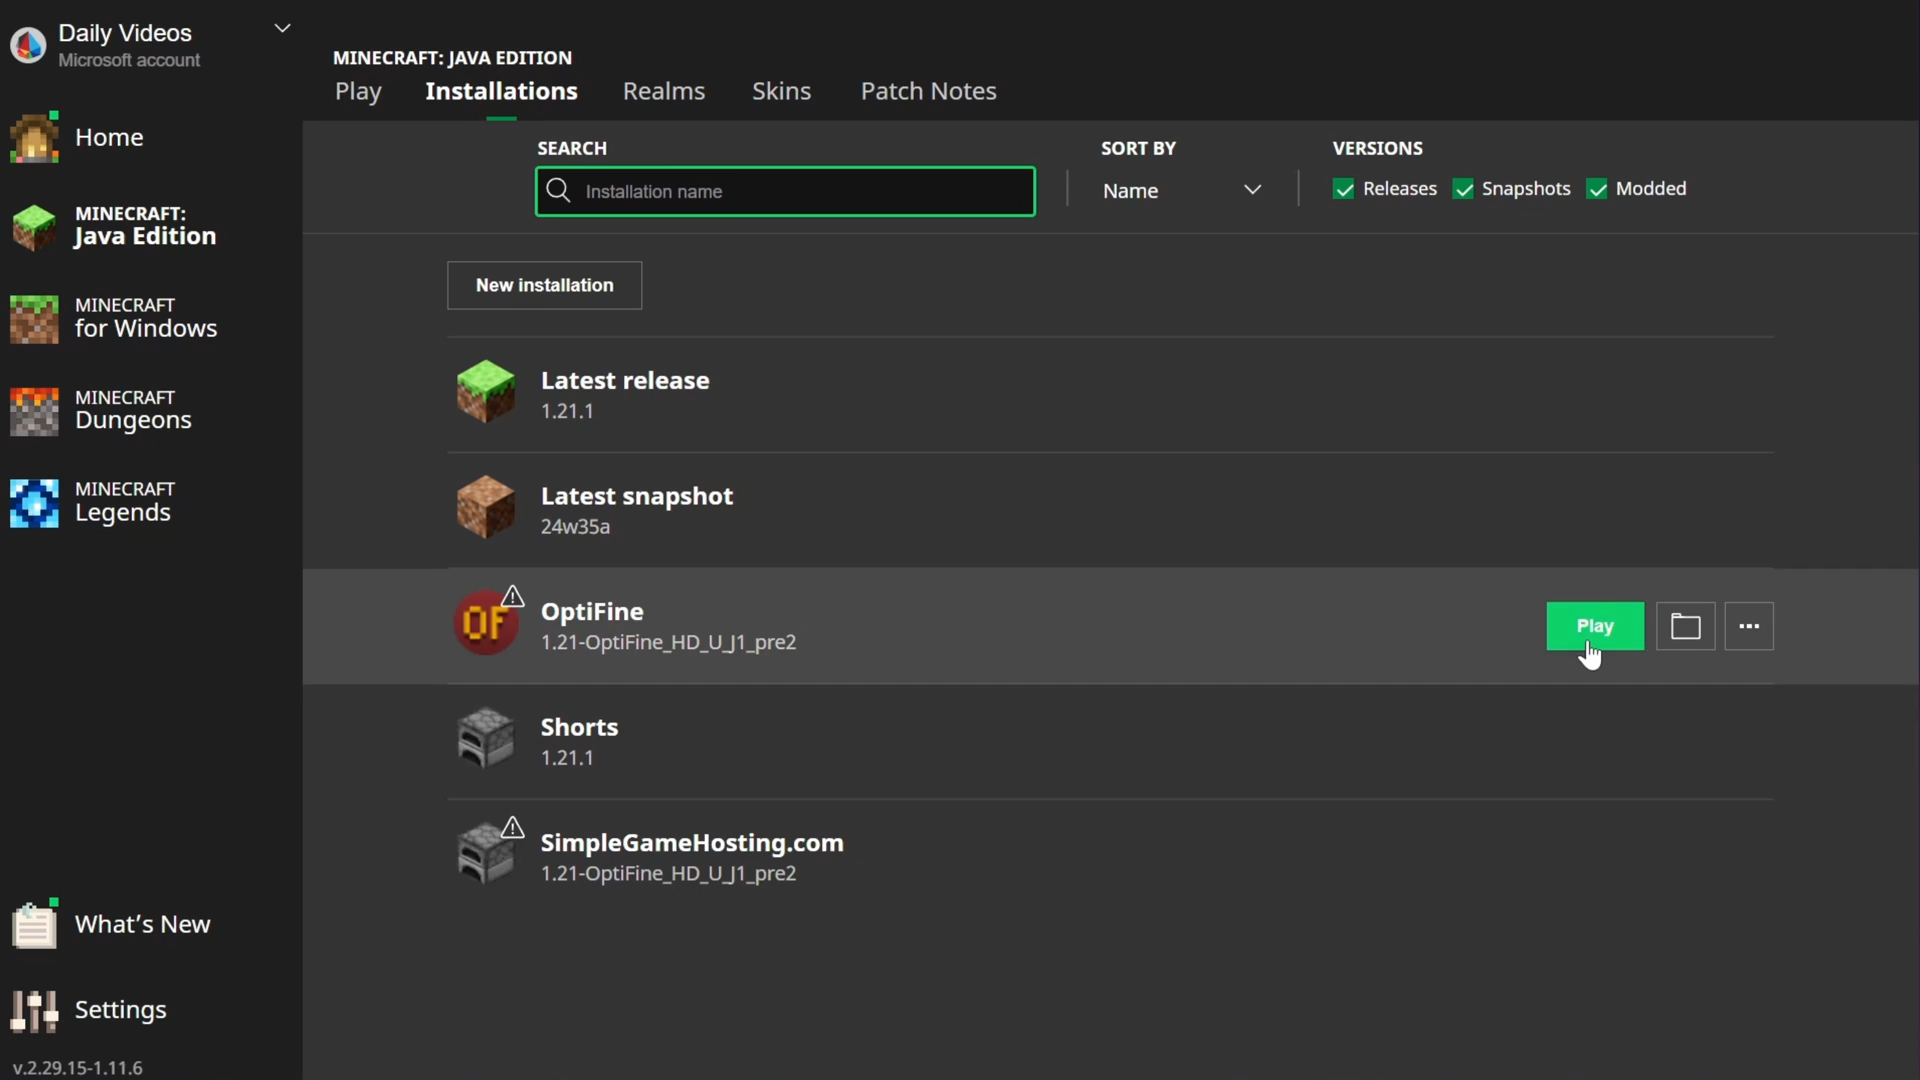 Daily Videos
Microsoft account
Home
MINECRAFT:
Java Edition
MINECRAFT
for Windows
MINECRAFT
Dungeons
MINECRAFT
Legends
What's New
Settings
v.2.29.15-1.11.6
MINECRAFT: JAVA EDITION
Play Installations Realms Skins Patch Notes
SEARCH SORT BY VERSIONS
Installation name Name Releases Snapshots Modded
New installation
Latest release
1.21.1
Latest snapshot
24w35a
OF OptiFine
1.21-OptiFine_HD_U_J1_pre2
Play
Shorts
1.21.1
SimpleGameHosting.com
1.21-OptiFine_HD_U_J1_pre2